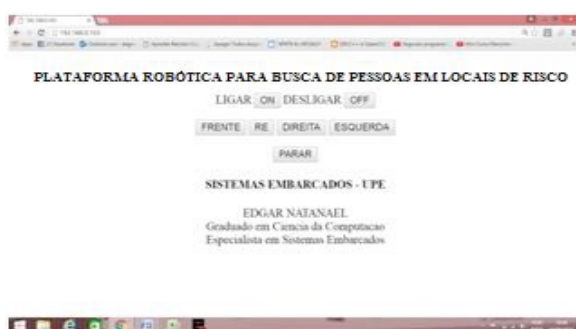 PLATAFORMA ROBÓTICA PARA BUSCA DE PESSOAS EM LOCAIS DE RISCO
LIGAR ON DESLIGAR OFF
FRENTE RE DIREITA ESQUERDA
PARAR
SISTEMAS EMBARCADOS - UPE
EDGAR NATANAEL
Graduado em Ciencia da Computacao
Especialista em Sistemas Embarcados